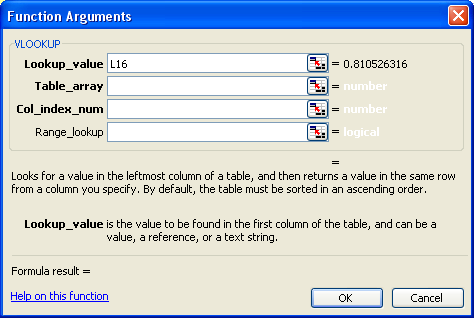 Function Arguments
VLOOKUP
Lookup_value L16 = 0.810526316
Table_array = number
Col_index_num = number
Range_lookup = logical
=
Looks for a value in the leftmost column of a table, and then returns a value in the same row
from a column you specify. By default, the table must be sorted in an ascending order.
Lookup_value is the value to be found in the first column of the table, and can be a
value, a reference, or a text string.
Formula result =
Help on this function
OK
Cancel